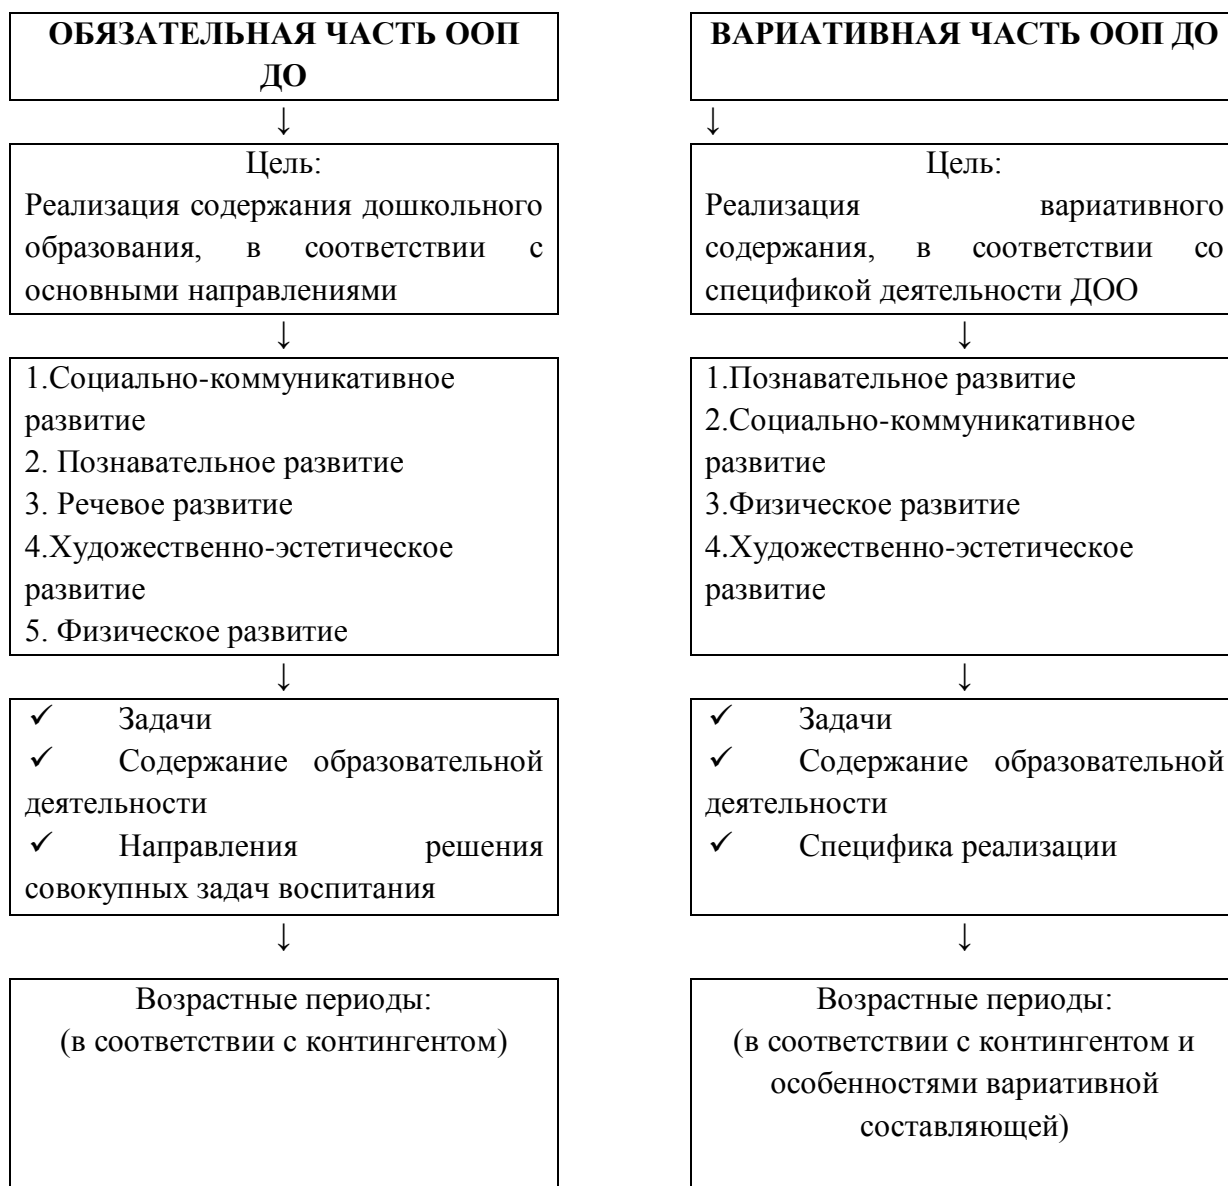 ОБЯЗАТЕЛЬНАЯ ЧАСТЬ ООП
ДО
↓
Цель:
Реализация содержания дошкольного
образования, в соответствии с
основными направлениями
↓
1.Социально-коммуникативное
развитие
2. Познавательное развитие
3. Речевое развитие
4.Художественно-эстетическое
развитие
5. Физическое развитие
↓
✓ Задачи
✓ Содержание образовательной
деятельности
✓ Направления решения
совокупных задач воспитания
↓
Возрастные периоды:
(в соответствии с контингентом)
ВАРИАТИВНАЯ ЧАСТЬ ООП ДО
↓
Цель:
Реализация вариативного
содержания, в соответствии со
спецификой деятельности ДОО
↓
1.Познавательное развитие
2.Социально-коммуникативное
развитие
3.Физическое развитие
4.Художественно-эстетическое
развитие
↓
✓ Задачи
✓ Содержание образовательной
деятельности
✓ Специфика реализации
↓
Возрастные периоды:
(в соответствии с контингентом и
особенностями вариативной
составляющей)